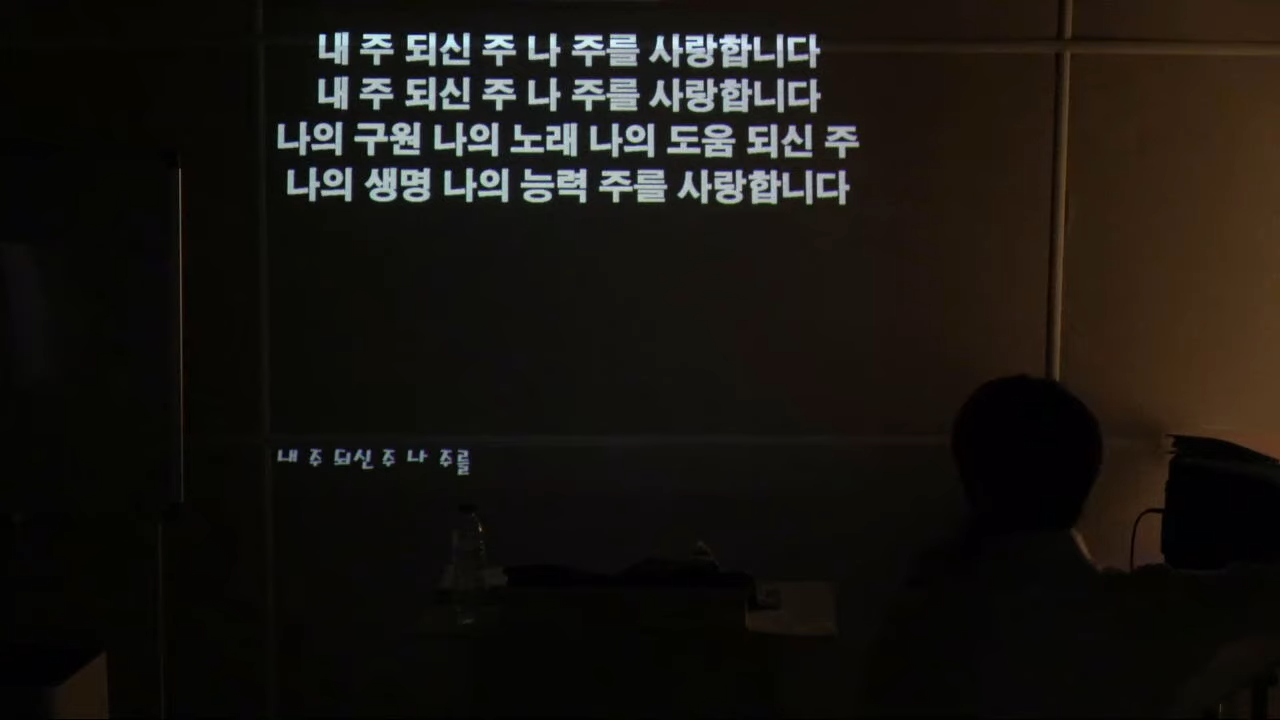 내 주 되신 주 나 주를 사랑합니다
내 주 되신 주 나 주를 사랑합니다
나의 구원 나의 노래 나의 도움 되신 주
나의 생명 나의 능력 주를 사랑합니다
내 주 되신 주 나 주를